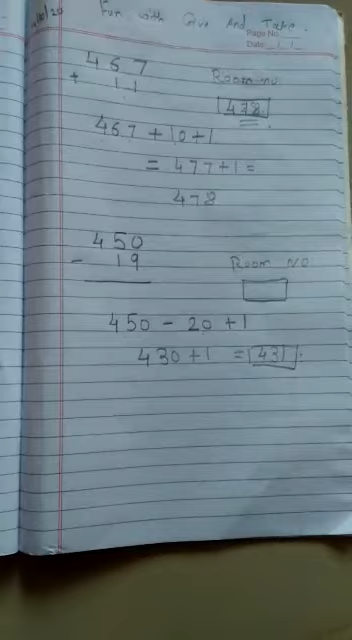 Fun with Give And Take.
Page No.
Date: / /
467
+ 11
Room no
478
467 + 10 + 1
= 477 + 1 =
478
450
- 19
Room NO
450 - 20 + 1
430 + 1 = 431.